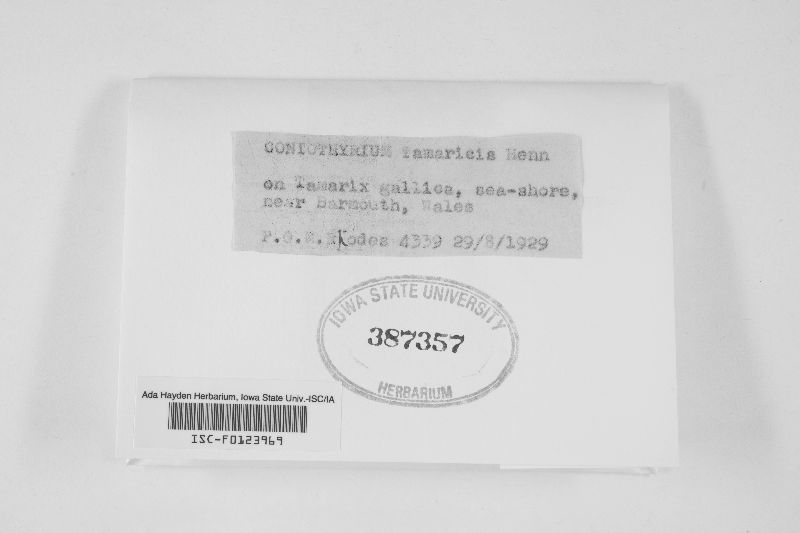 CONIOTHYRIUM Tamaricis Henn
on Tamarix gallica, sea-shore,
near Barmouth, Wales
P.G.M.Rhodes 4339 29/8/1929
IOWA STATE UNIVERSITY
387357
HERBARIUM
Ada Hayden Herbarium, Iowa State Univ.-ISC/IA
ISC-F0123969